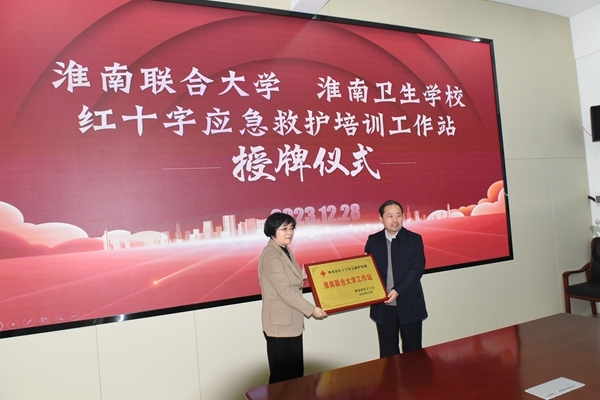 淮南联合大学 淮南卫生学校
红十字应急救护培训工作站
授牌仪式
2023.12.28
淮南联合大学工作站